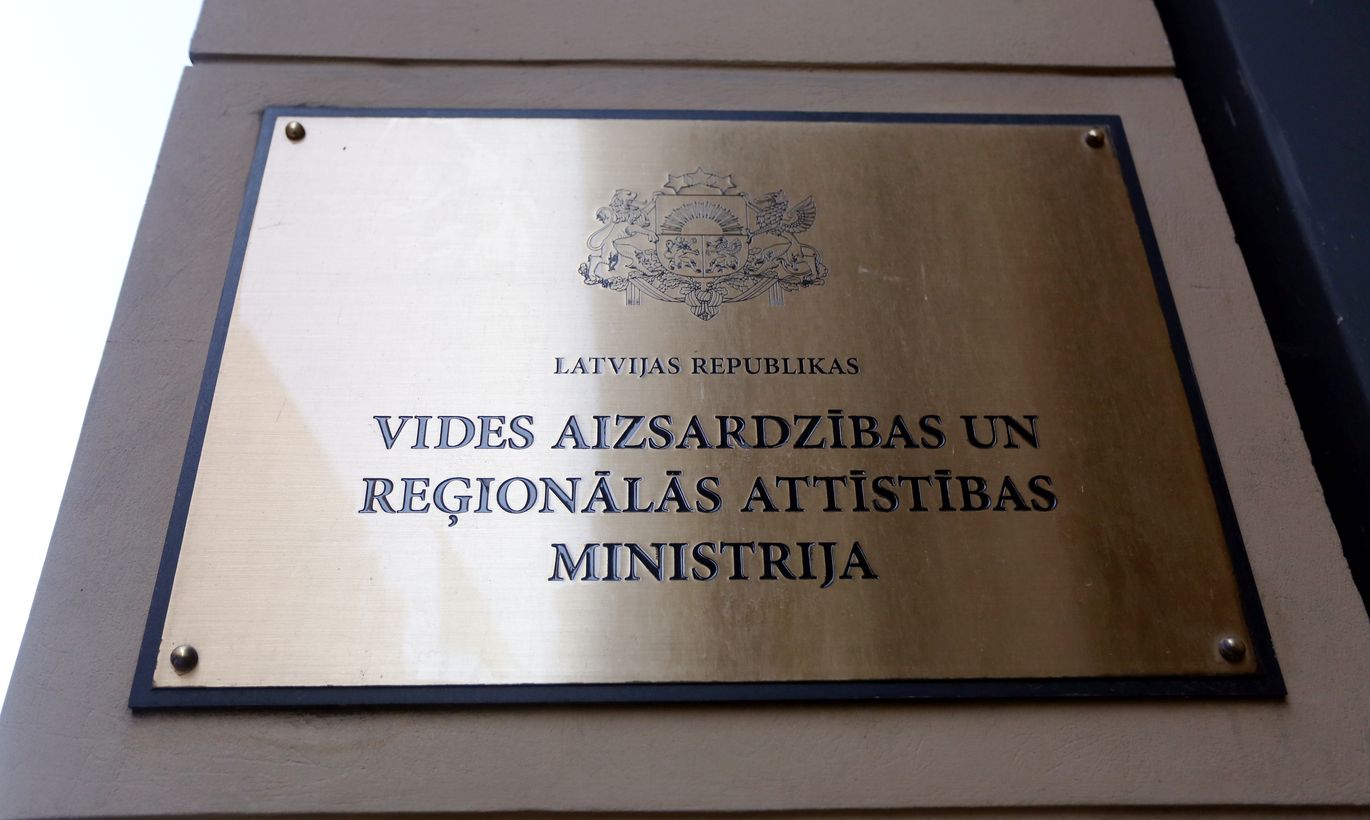 LATVIJAS REPUBLIKAS
VIDES AIZSARDZĪBAS UN
REĢIONĀLĀS ATTĪSTĪBAS
MINISTRIJA